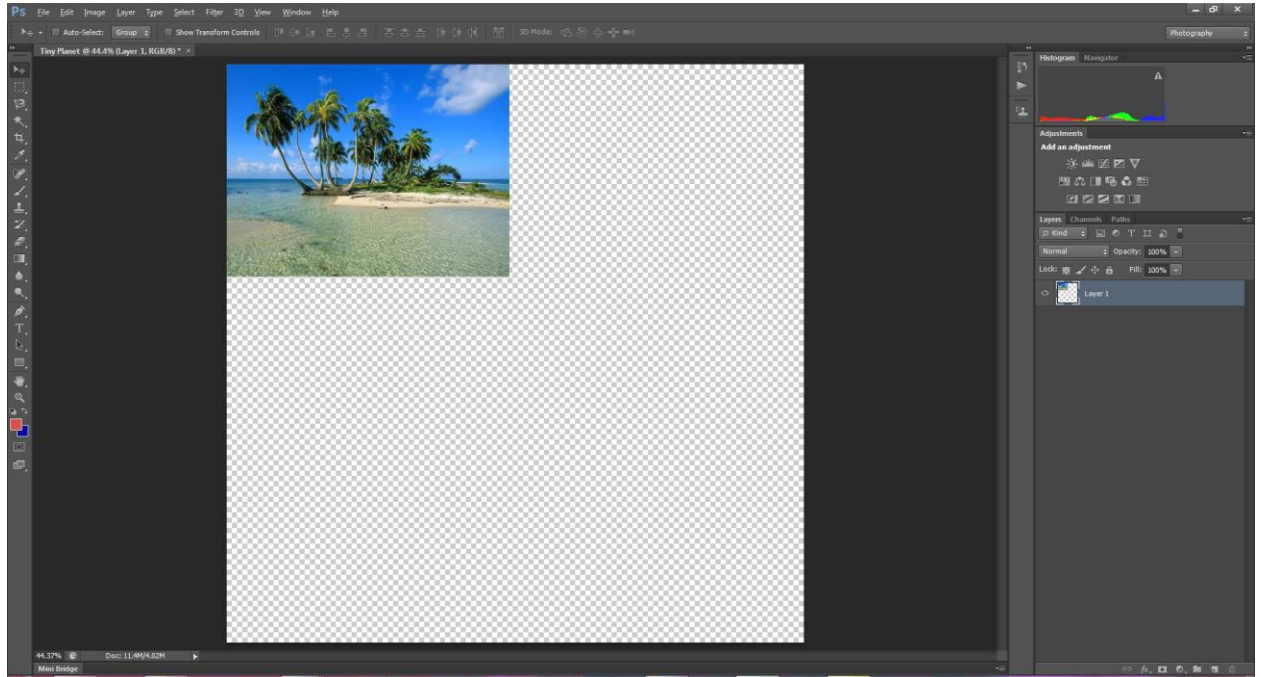 Ps File Edit Image Layer Type Select Filter 3D View Window Help
Auto-Select: Group Show Transform Controls 3D Mode: Photography
Tiny Planet @ 44.4% (Layer 1, RGB/8) * ×
Histogram Navigator
Adjustments
Add an adjustment
Layers Channels Paths
Kind T
Normal Opacity: 100%
Lock: Fill: 100%
Layer 1
T
44.37% Doc: 11.4M/4.02M
Mini Bridge
fx